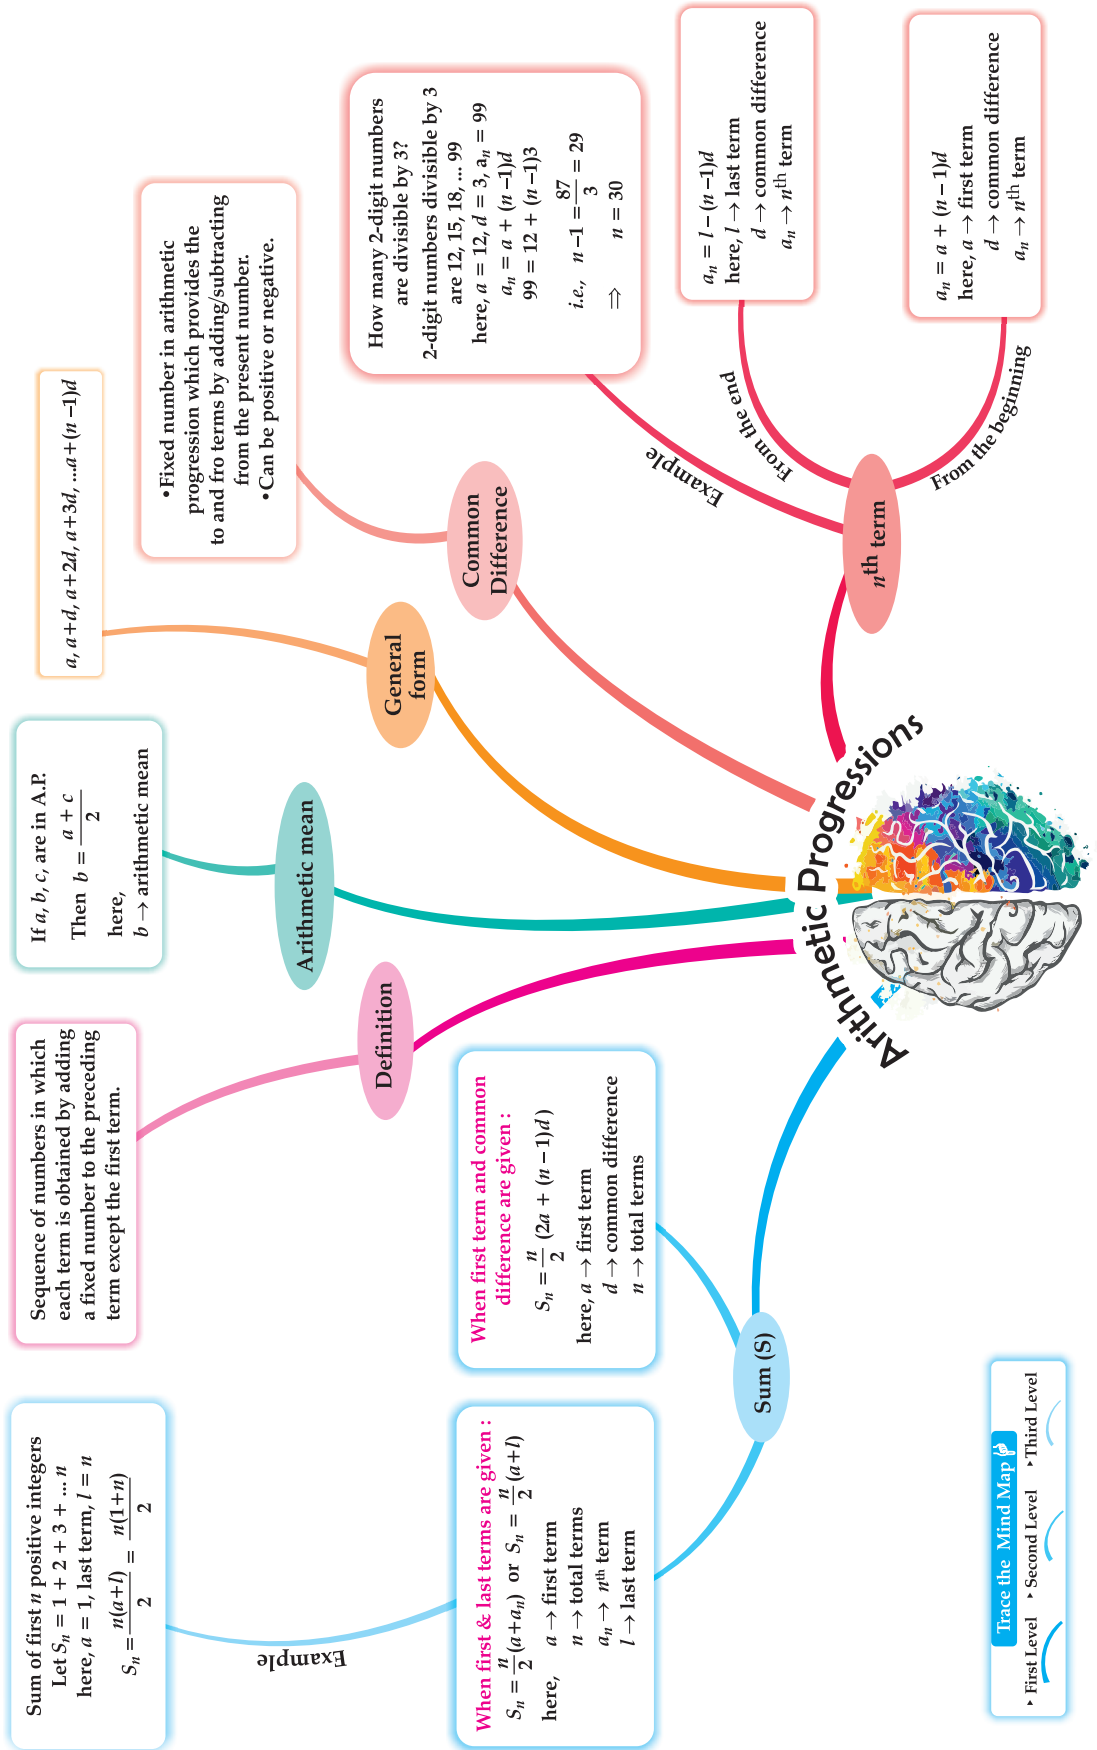 Arithmetic Progressions
Sum (S)
When first & last terms are given :
Sₙ = n/2 (a+aₙ) or Sₙ = n/2 (a+l)
here, a → first term
n → total terms
aₙ → nᵗʰ term
l → last term
Example
Sum of first n positive integers
Let Sₙ = 1 + 2 + 3 + ... n
here, a = 1, last term, l = n
Sₙ = n(a+l)/2 = n(1+n)/2
When first term and common
difference are given :
Sₙ = n/2 (2a + (n – 1)d )
here, a → first term
d → common difference
n → total terms
Definition
Sequence of numbers in which
each term is obtained by adding
a fixed number to the preceding
term except the first term.
Arithmetic mean
If a, b, c, are in A.P.
Then b = a + c/2
here,
b → arithmetic mean
General
form
a, a+d, a+2d, a+3d, ...a+(n –1)d
Common
Difference
•Fixed number in arithmetic
progression which provides the
to and fro terms by adding/subtracting
from the present number.
•Can be positive or negative.
nᵗʰ term
Example
How many 2-digit numbers
are divisible by 3?
2-digit numbers divisible by 3
are 12, 15, 18, ... 99
here, a = 12, d = 3, aₙ = 99
aₙ = a + (n –1)d
99 = 12 + (n –1)3
i.e., n –1 = 87/3 = 29
⇒ n = 30
From the end
aₙ = l – (n –1)d
here, l → last term
d → common difference
aₙ → nᵗʰ term
From the beginning
aₙ = a + (n – 1)d
here, a → first term
d → common difference
aₙ → nᵗʰ term
Trace the Mind Map
▸ First Level ▸ Second Level ▸Third Level